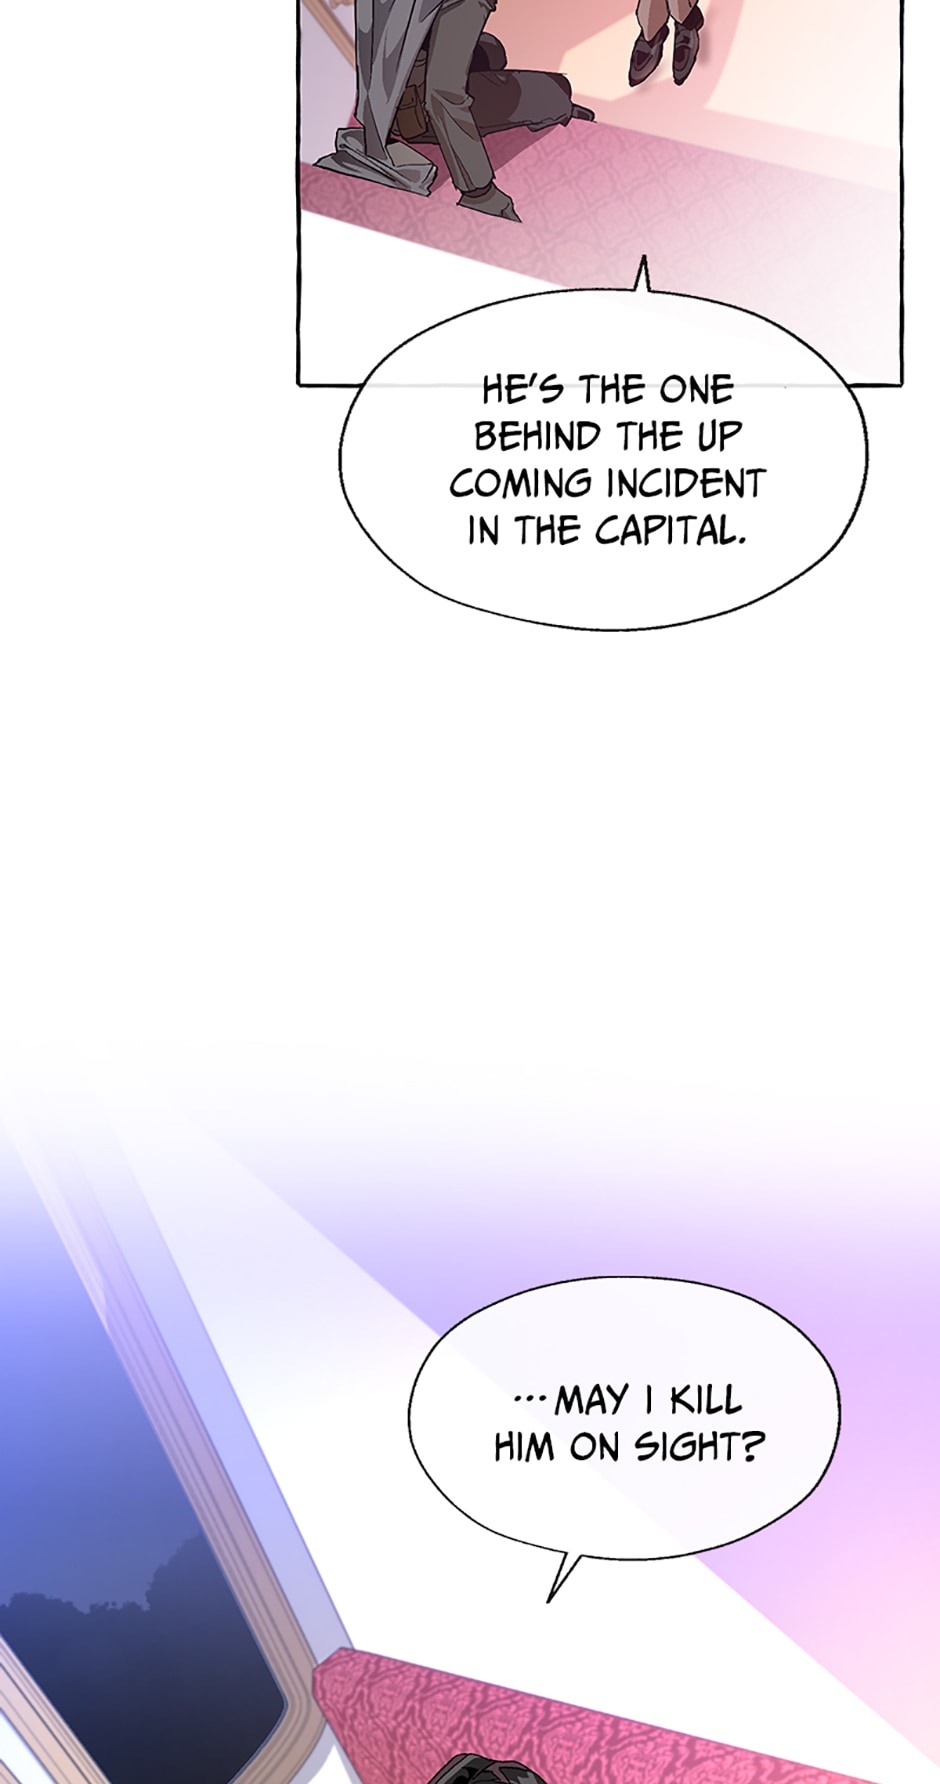 HE'S THE ONE
BEHIND THE UP
COMING INCIDENT
IN THE CAPITAL.
...MAY I KILL
HIM ON SIGHT?